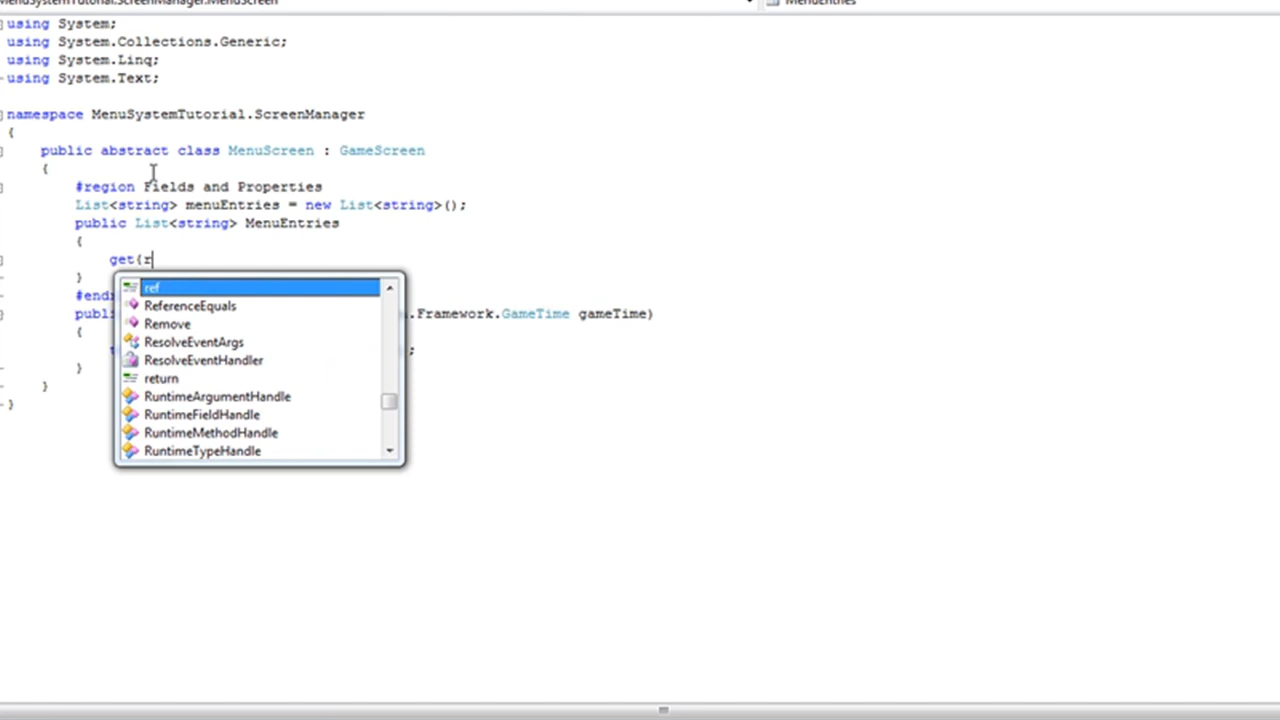 MenuSystemTutorial.ScreenManager.MenuScreen
MenuEntries
using System;
using System.Collections.Generic;
using System.Linq;
using System.Text;
namespace MenuSystemTutorial.ScreenManager
{
public abstract class MenuScreen : GameScreen
{
#region Fields and Properties
List<string> menuEntries = new List<string>();
public List<string> MenuEntries
{
get{r
}
ref
ReferenceEquals
Remove
ResolveEventArgs
ResolveEventHandler
return
RuntimeArgumentHandle
RuntimeFieldHandle
RuntimeMethodHandle
RuntimeTypeHandle
.Framework.GameTime gameTime)
{
;
}
}
}